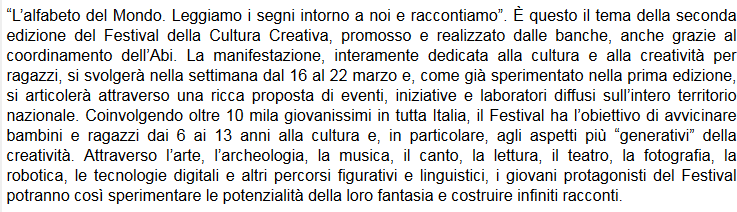 “L’alfabeto del Mondo. Leggiamo i segni intorno a noi e raccontiamo”. È questo il tema della seconda
edizione del Festival della Cultura Creativa, promosso e realizzato dalle banche, anche grazie al
coordinamento dell’Abi. La manifestazione, interamente dedicata alla cultura e alla creatività per
ragazzi, si svolgerà nella settimana dal 16 al 22 marzo e, come già sperimentato nella prima edizione,
si articolerà attraverso una ricca proposta di eventi, iniziative e laboratori diffusi sull’intero territorio
nazionale. Coinvolgendo oltre 10 mila giovanissimi in tutta Italia, il Festival ha l’obiettivo di avvicinare
bambini e ragazzi dai 6 ai 13 anni alla cultura e, in particolare, agli aspetti più “generativi” della
creatività. Attraverso l’arte, l’archeologia, la musica, il canto, la lettura, il teatro, la fotografia, la
robotica, le tecnologie digitali e altri percorsi figurativi e linguistici, i giovani protagonisti del Festival
potranno così sperimentare le potenzialità della loro fantasia e costruire infiniti racconti.